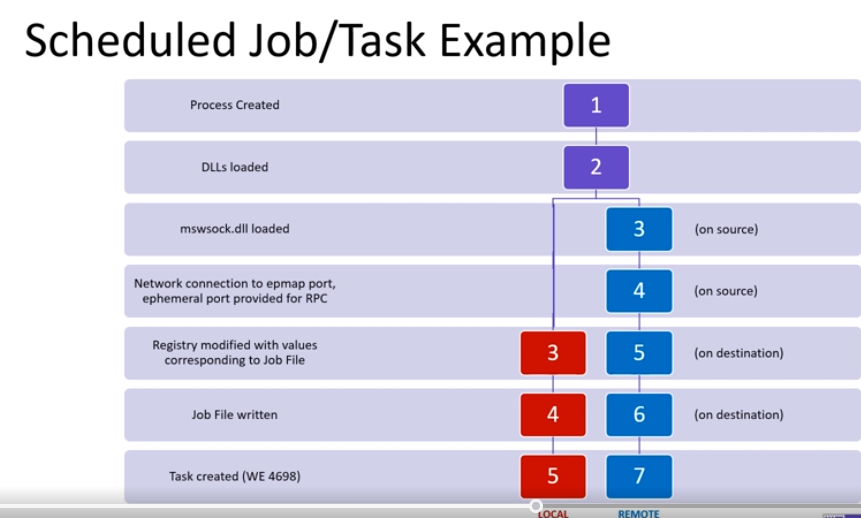 Scheduled Job/Task Example
Process Created
1
DLLs loaded
2
mswsock.dll loaded
3
(on source)
Network connection to epmap port,
ephemeral port provided for RPC
4
(on source)
Registry modified with values
corresponding to Job File
3
5
(on destination)
Job File written
4
6
(on destination)
Task created (WE 4698)
5
7
LOCAL
REMOTE